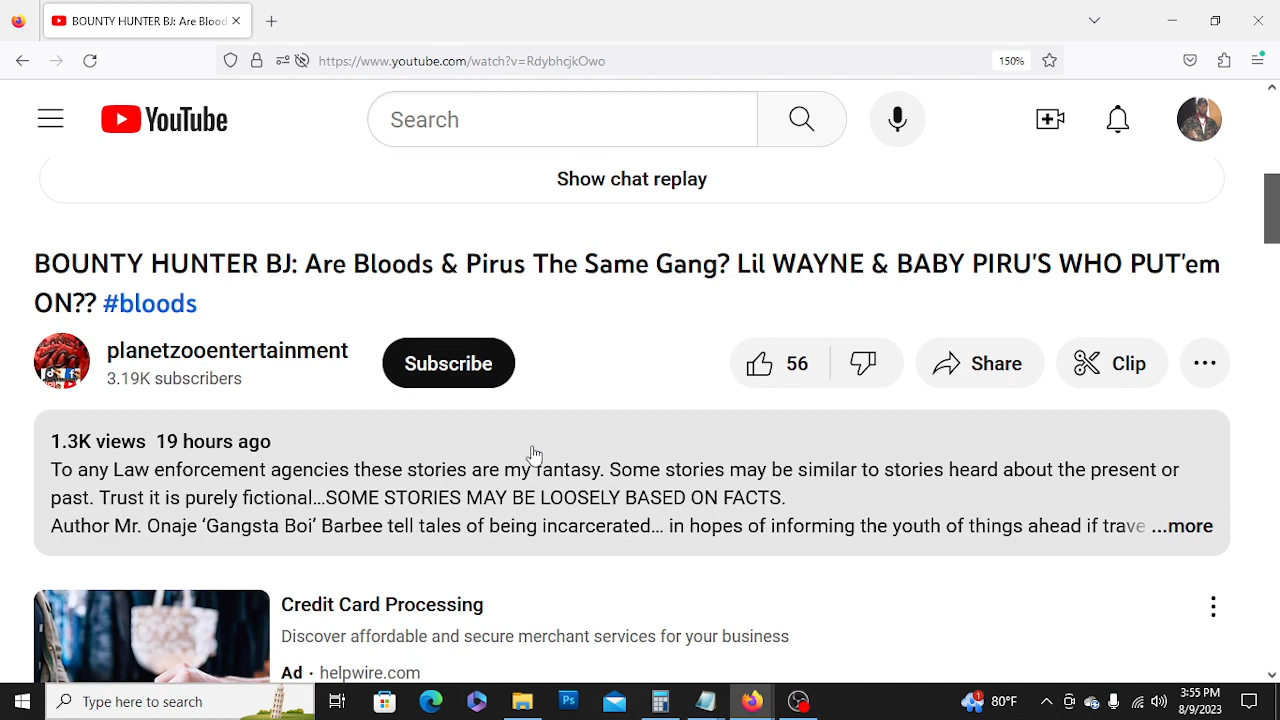 BOUNTY HUNTER BJ: Are Blood
https://www.youtube.com/watch?v=RdybhcjkOwo
150%
YouTube
Search
Show chat replay
BOUNTY HUNTER BJ: Are Bloods & Pirus The Same Gang? Lil WAYNE & BABY PIRU'S WHO PUT'em
ON?? #bloods
planetzooentertainment
3.19K subscribers
Subscribe
56
Share
Clip
1.3K views 19 hours ago
To any Law enforcement agencies these stories are my fantasy. Some stories may be similar to stories heard about the present or
past. Trust it is purely fictional...SOME STORIES MAY BE LOOSELY BASED ON FACTS.
Author Mr. Onaje ‘Gangsta Boi’ Barbee tell tales of being incarcerated... in hopes of informing the youth of things ahead if trave ...more
Credit Card Processing
Discover affordable and secure merchant services for your business
Ad · helpwire.com
Type here to search
Ps
1
80°F
3:55 PM
8/9/2023